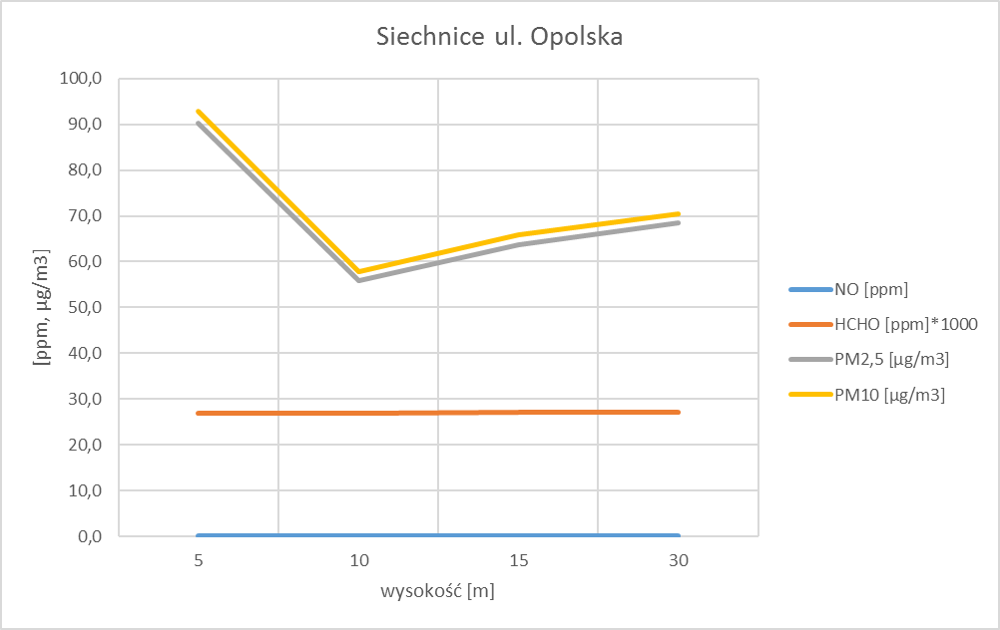 Siechnice ul. Opolska
100,0
90,0
80,0
70,0
60,0
50,0
40,0
30,0
20,0
10,0
0,0
[ppm, µg/m3]
5 10 15 30
wysokość [m]
NO [ppm]
HCHO [ppm]*1000
PM2,5 [µg/m3]
PM10 [µg/m3]